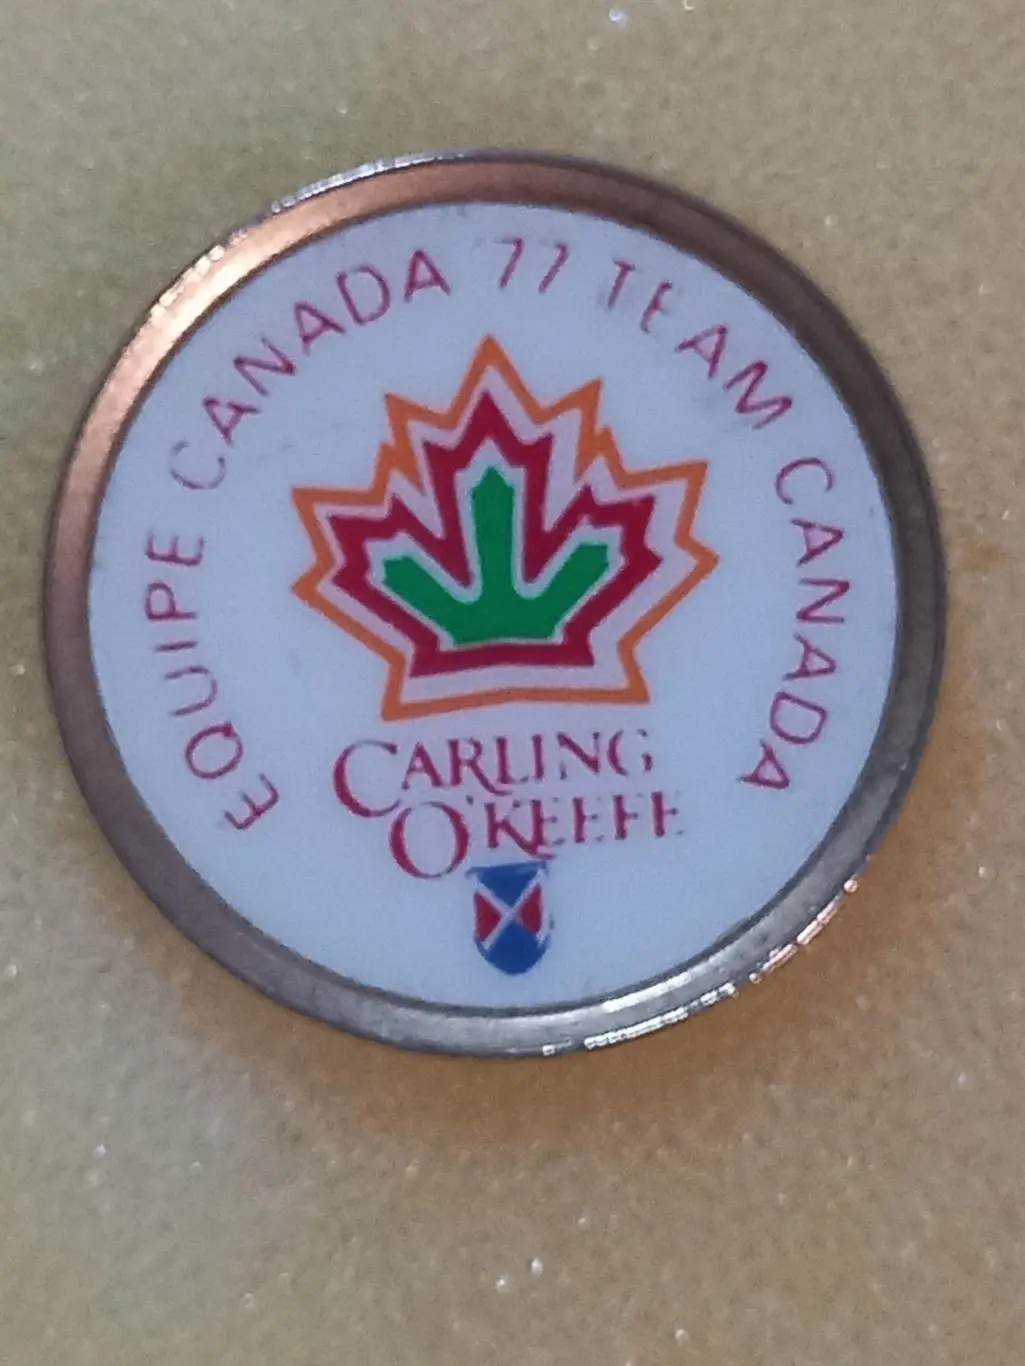 EQUIPE CANADA 77 TEAM CANADA
CARLING
O'KEEFE